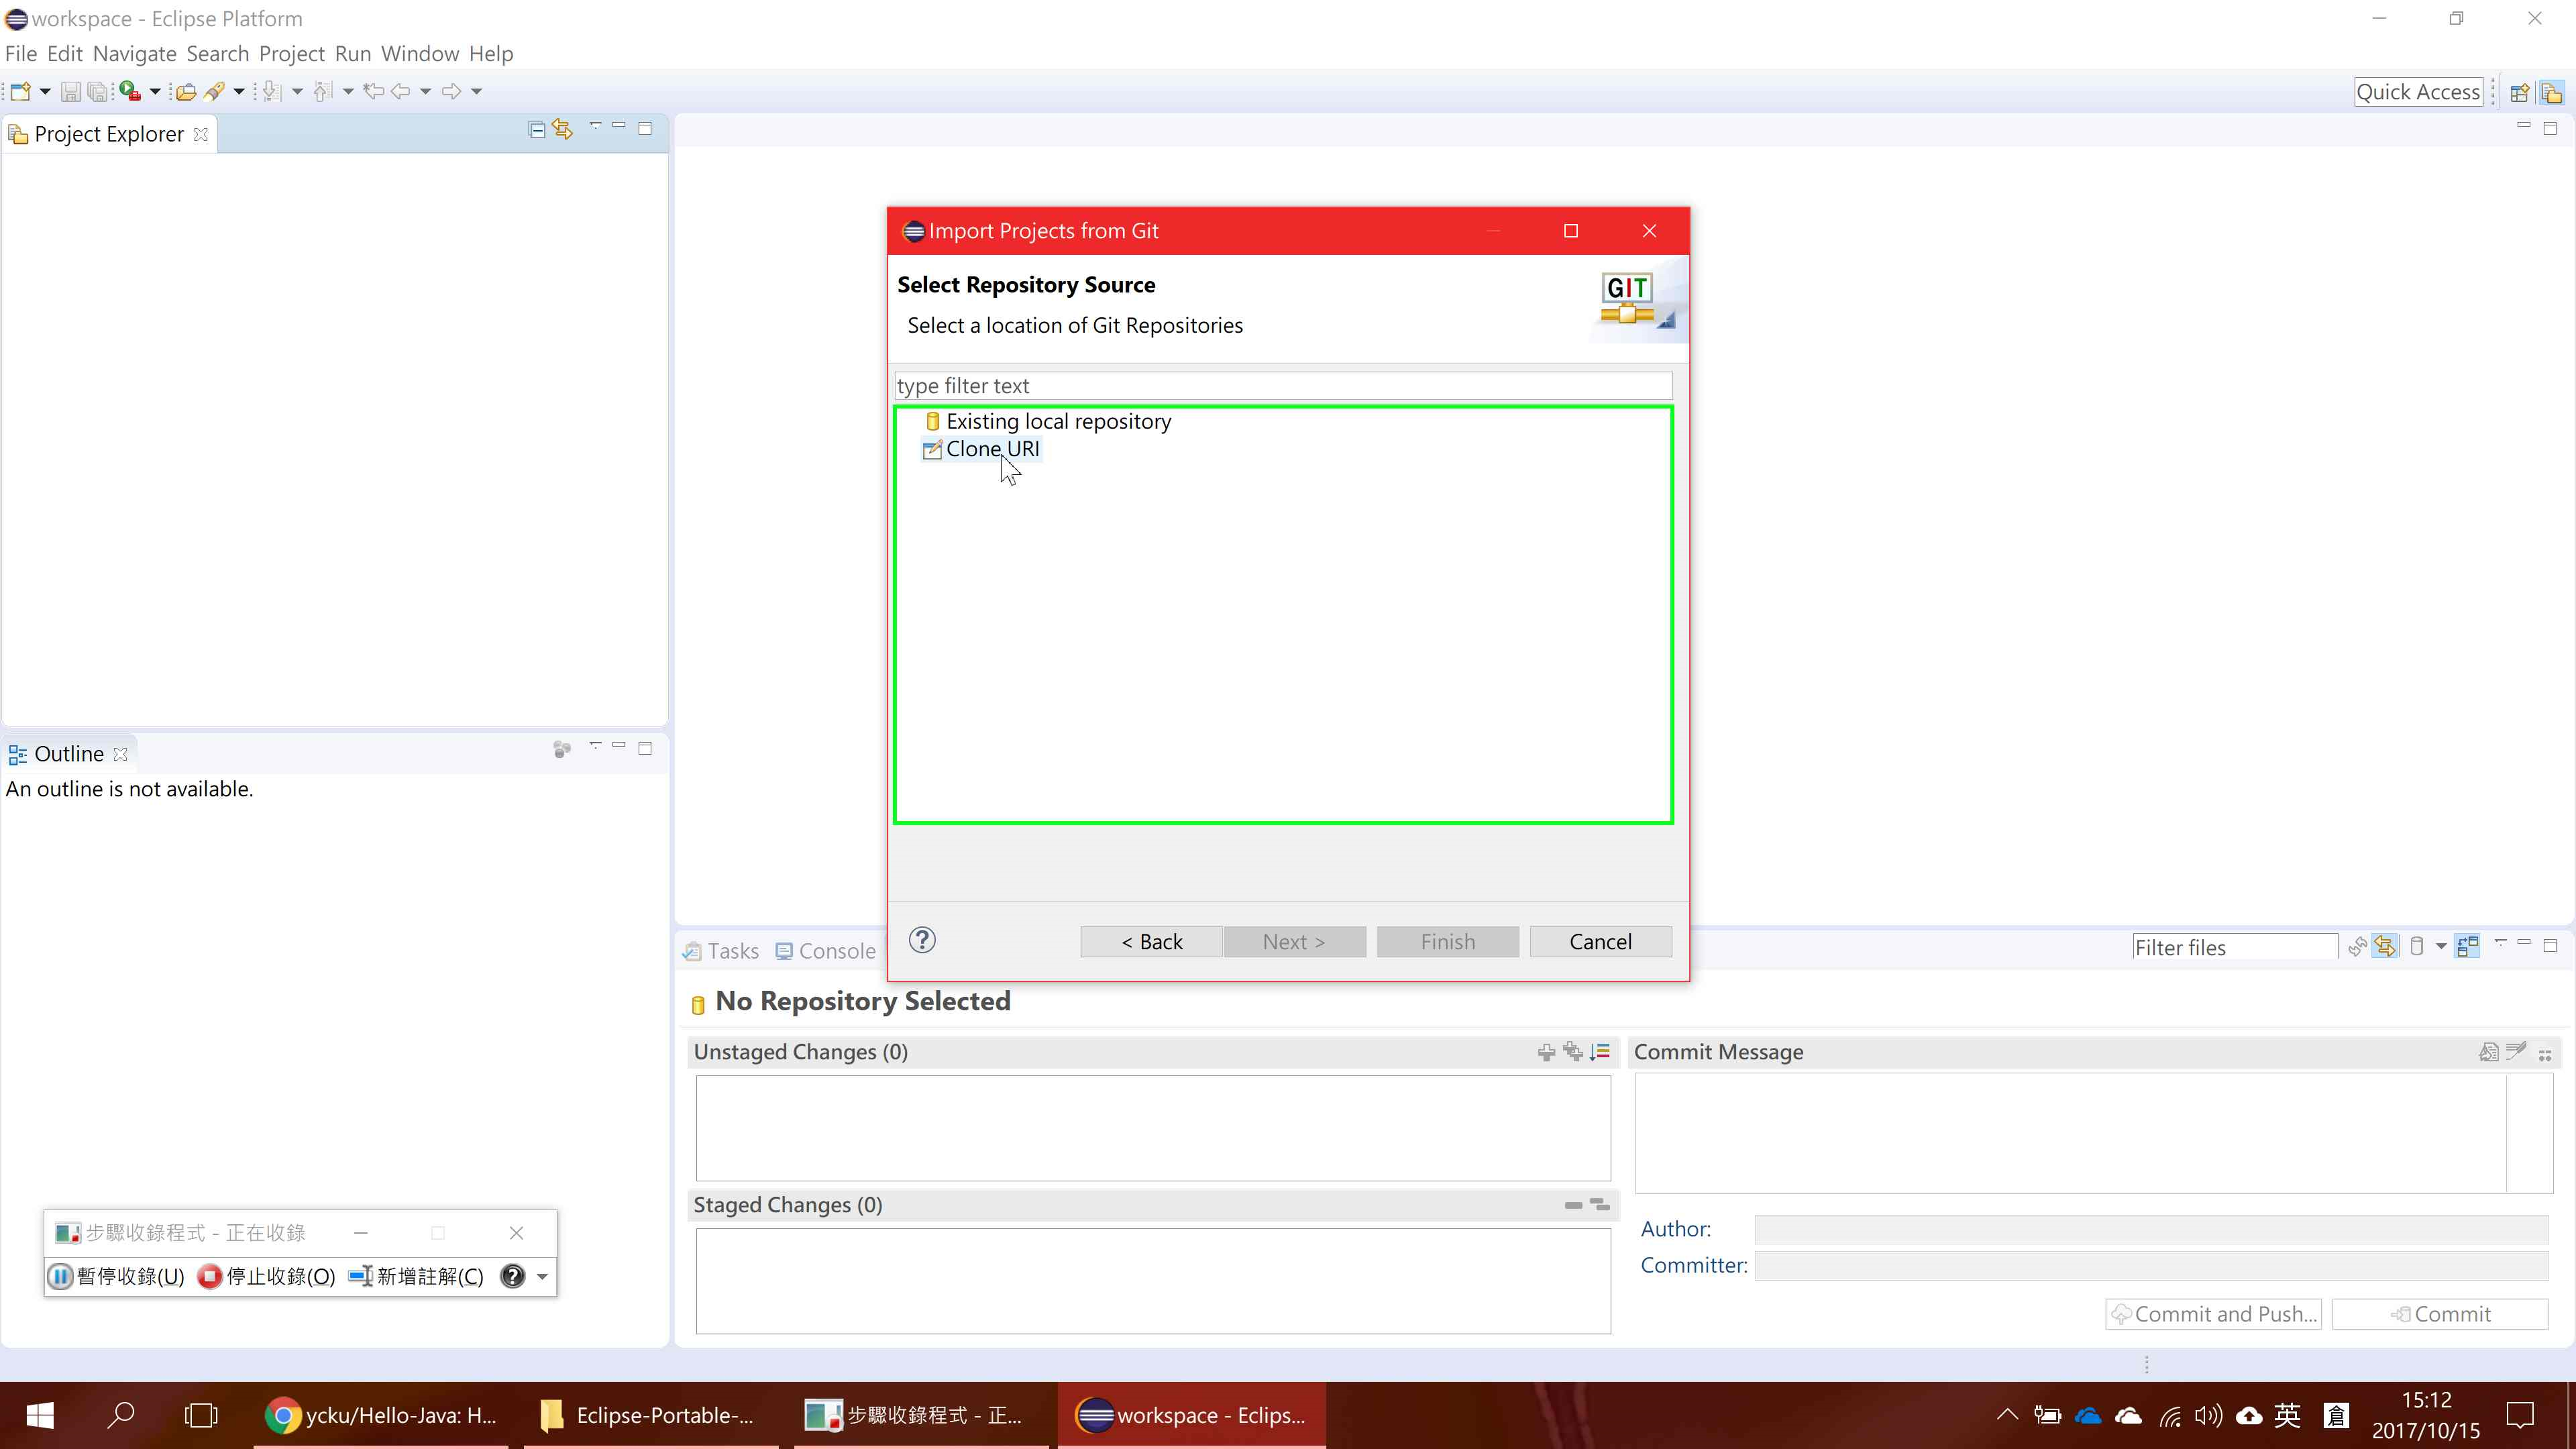 workspace - Eclipse Platform
File Edit Navigate Search Project Run Window Help
Quick Access
Project Explorer
Import Projects from Git
Select Repository Source
GIT
Select a location of Git Repositories
type filter text
Existing local repository
Clone URI
Outline
An outline is not available.
< Back
Next >
Finish
Cancel
Tasks
Console
Filter files
No Repository Selected
Unstaged Changes (0)
Commit Message
Staged Changes (0)
Author:
Committer:
Commit and Push...
Commit
步驟收錄程式 - 正在收錄
暫停收錄(U)
停止收錄(O)
新增註解(C)
ycku/Hello-Java: H...
Eclipse-Portable-...
步驟收錄程式 - 正...
workspace - Eclips...
英
倉
15:12
2017/10/15